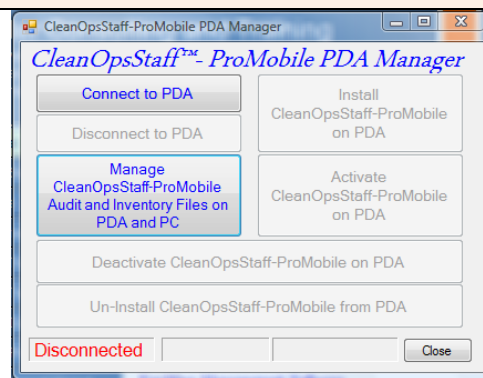 CleanOpsStaff-ProMobile PDA Manager
CleanOpsStaff™- ProMobile PDA Manager
Connect to PDA
Install
CleanOpsStaff-ProMobile
on PDA
Disconnect to PDA
Manage
CleanOpsStaff-ProMobile
Audit and Inventory Files on
PDA and PC
Activate
CleanOpsStaff-ProMobile
on PDA
Deactivate CleanOpsStaff-ProMobile on PDA
Un-Install CleanOpsStaff-ProMobile from PDA
Disconnected
Close